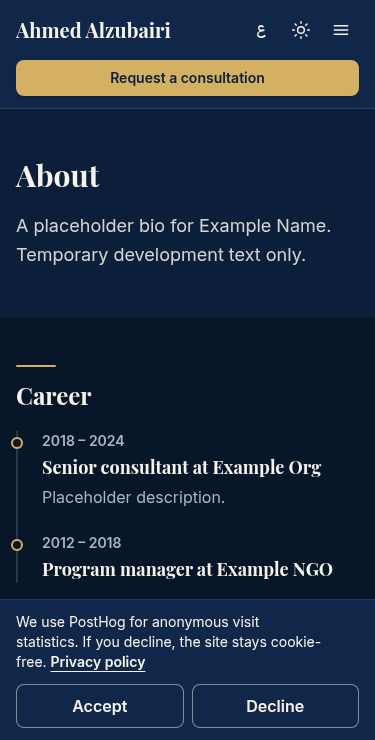 Ahmed Alzubairi
ع
Request a consultation
About
A placeholder bio for Example Name.
Temporary development text only.
Career
2018 – 2024
Senior consultant at Example Org
Placeholder description.
2012 – 2018
Program manager at Example NGO
We use PostHog for anonymous visit
statistics. If you decline, the site stays cookie-
free. Privacy policy
Accept
Decline